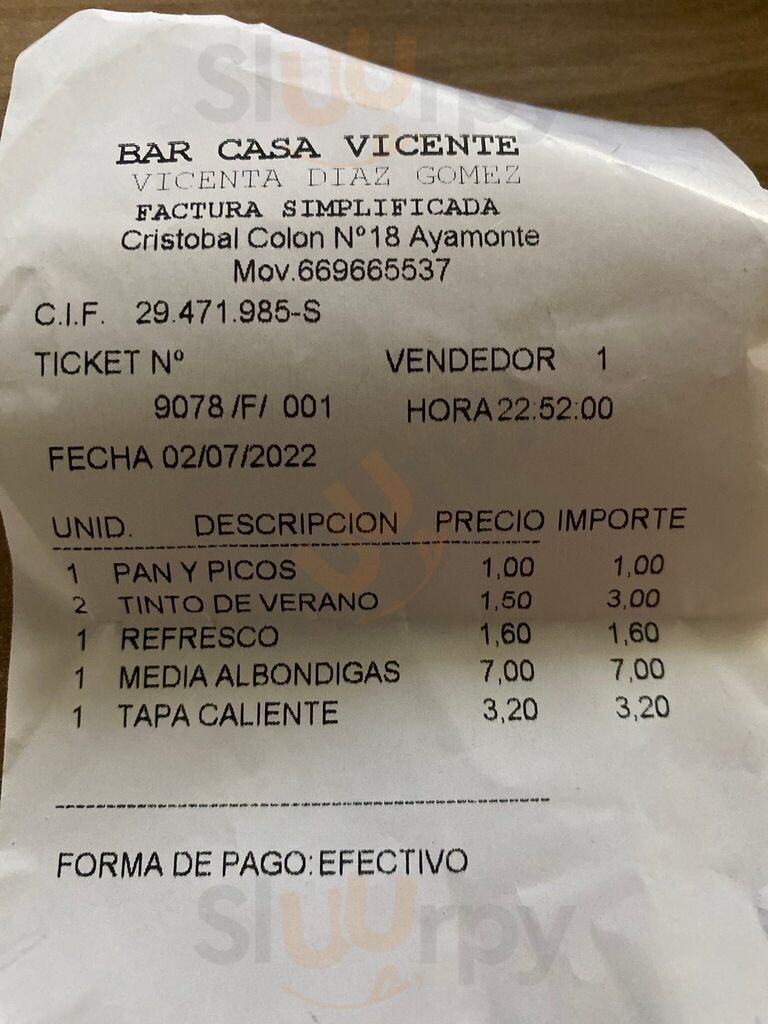 Sluurpy
BAR CASA VICENTE
VICENTA DIAZ GOMEZ
FACTURA SIMPLIFICADA
Cristobal Colon Nº18 Ayamonte
Mov.669665537
C.I.F. 29.471.985-S
TICKET Nº VENDEDOR 1
9078 /F/ 001 HORA 22:52:00
FECHA 02/07/2022
UNID. DESCRIPCION PRECIO IMPORTE
1 PAN Y PICOS 1,00 1,00
2 TINTO DE VERANO 1,50 3,00
1 REFRESCO 1,60 1,60
1 MEDIA ALBONDIGAS 7,00 7,00
1 TAPA CALIENTE 3,20 3,20
FORMA DE PAGO:EFECTIVO
Sluurpy